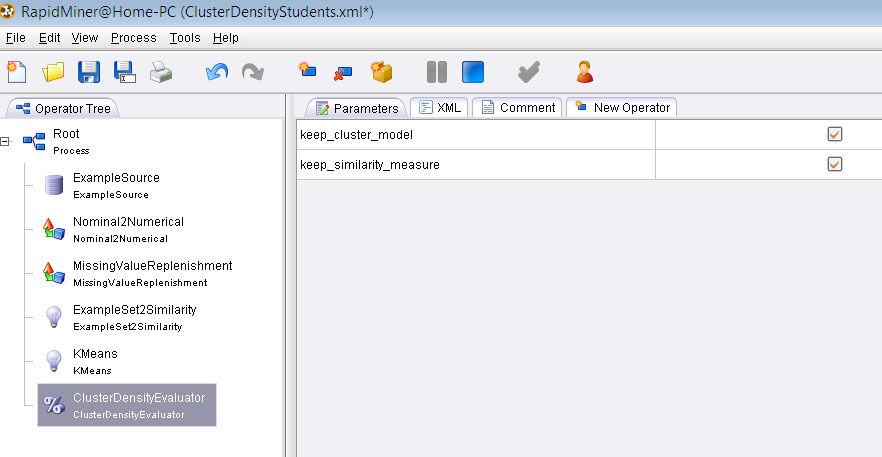 RapidMiner@Home-PC (ClusterDensityStudents.xml*)
File Edit View Process Tools Help
Operator Tree
Parameters XML Comment New Operator
Root
Process
ExampleSource
ExampleSource
Nominal2Numerical
Nominal2Numerical
MissingValueReplenishment
MissingValueReplenishment
ExampleSet2Similarity
ExampleSet2Similarity
KMeans
KMeans
ClusterDensityEvaluator
ClusterDensityEvaluator
keep_cluster_model
keep_similarity_measure